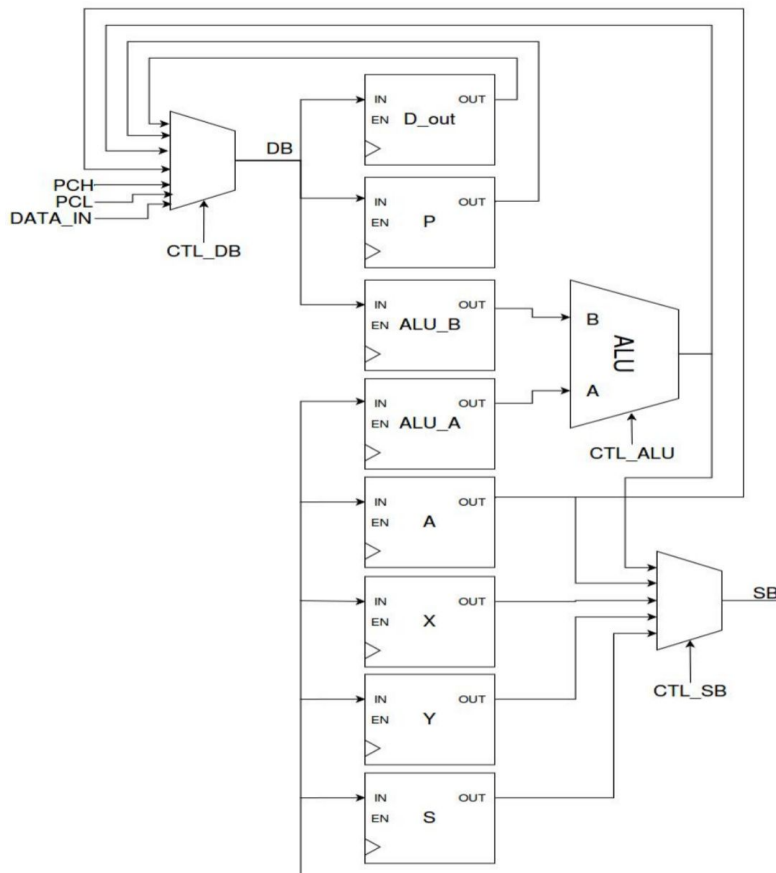 IN
OUT
EN
D_out
DB
PCH
PCL
DATA_IN
CTL_DB
IN
OUT
EN
P
IN
OUT
EN
ALU_B
B
ALU
A
CTL_ALU
IN
OUT
EN
ALU_A
IN
OUT
EN
A
IN
OUT
EN
X
SB
CTL_SB
IN
OUT
EN
Y
IN
OUT
EN
S